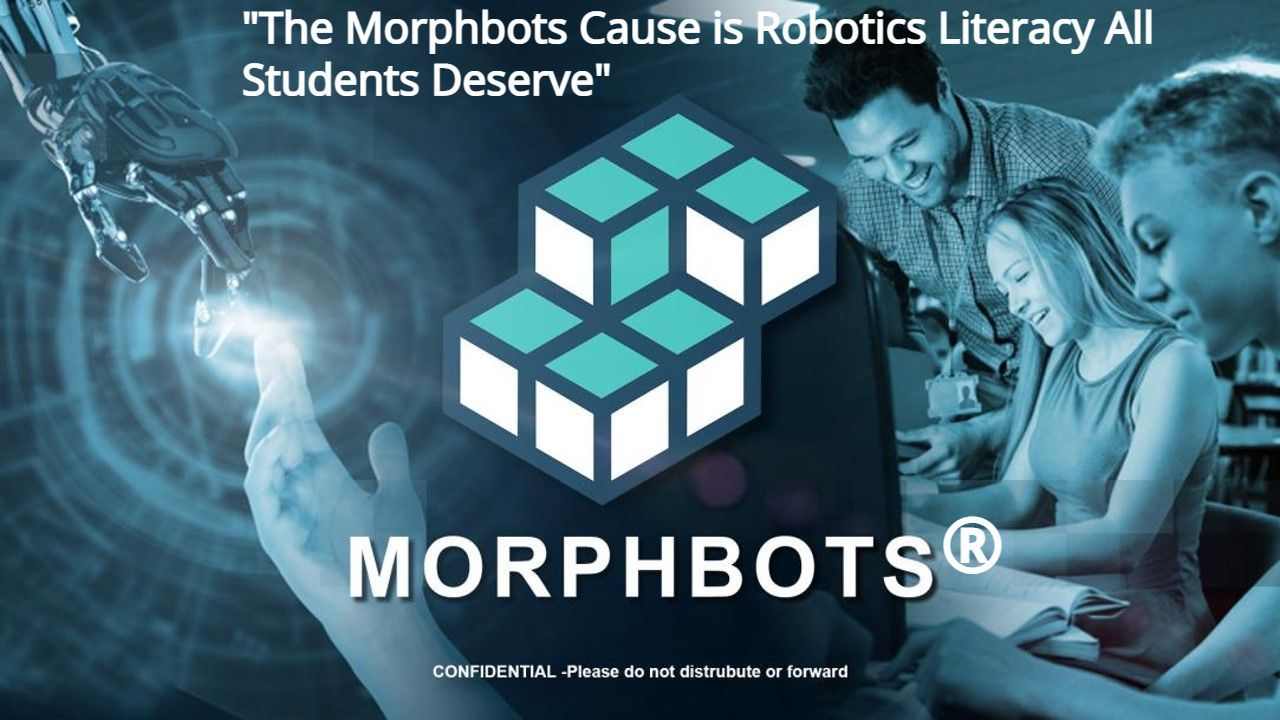 "The Morphbots Cause is Robotics Literacy All
Students Deserve"
MORPHBOTS®
CONFIDENTIAL -Please do not distrubute or forward